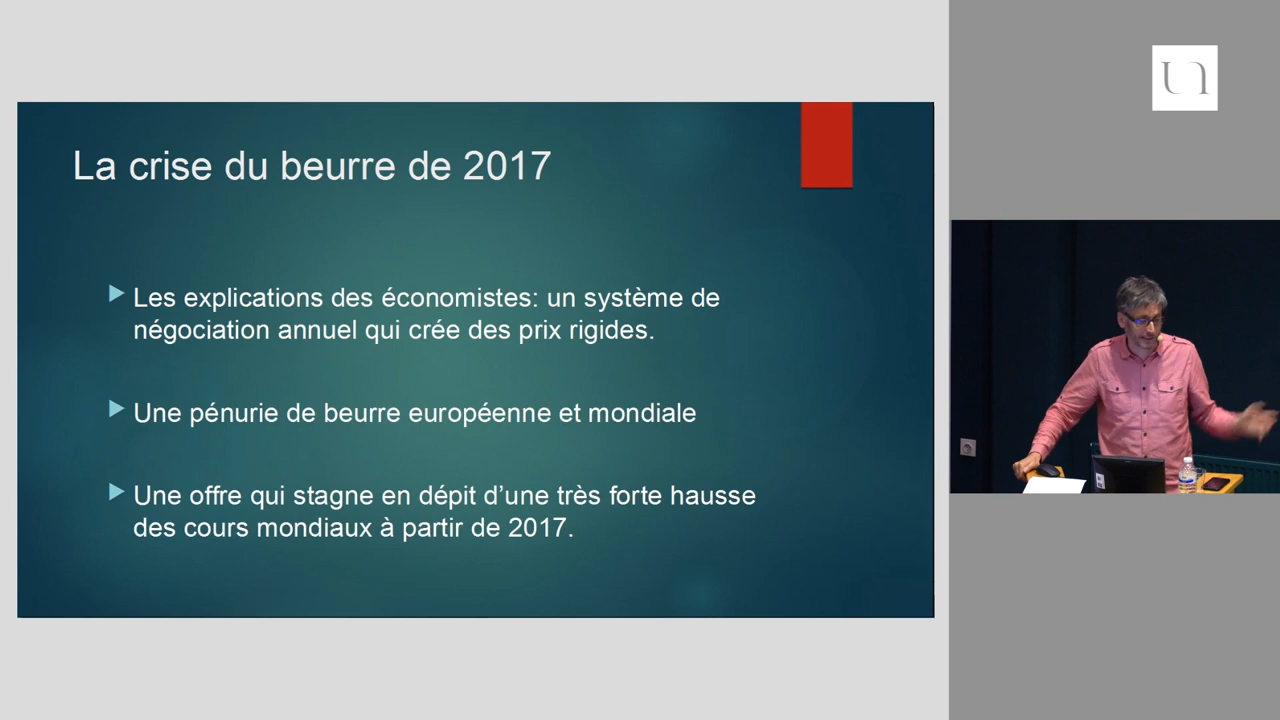 La crise du beurre de 2017
Les explications des économistes: un système de
négociation annuel qui crée des prix rigides.
Une pénurie de beurre européenne et mondiale
Une offre qui stagne en dépit d’une très forte hausse
des cours mondiaux à partir de 2017.